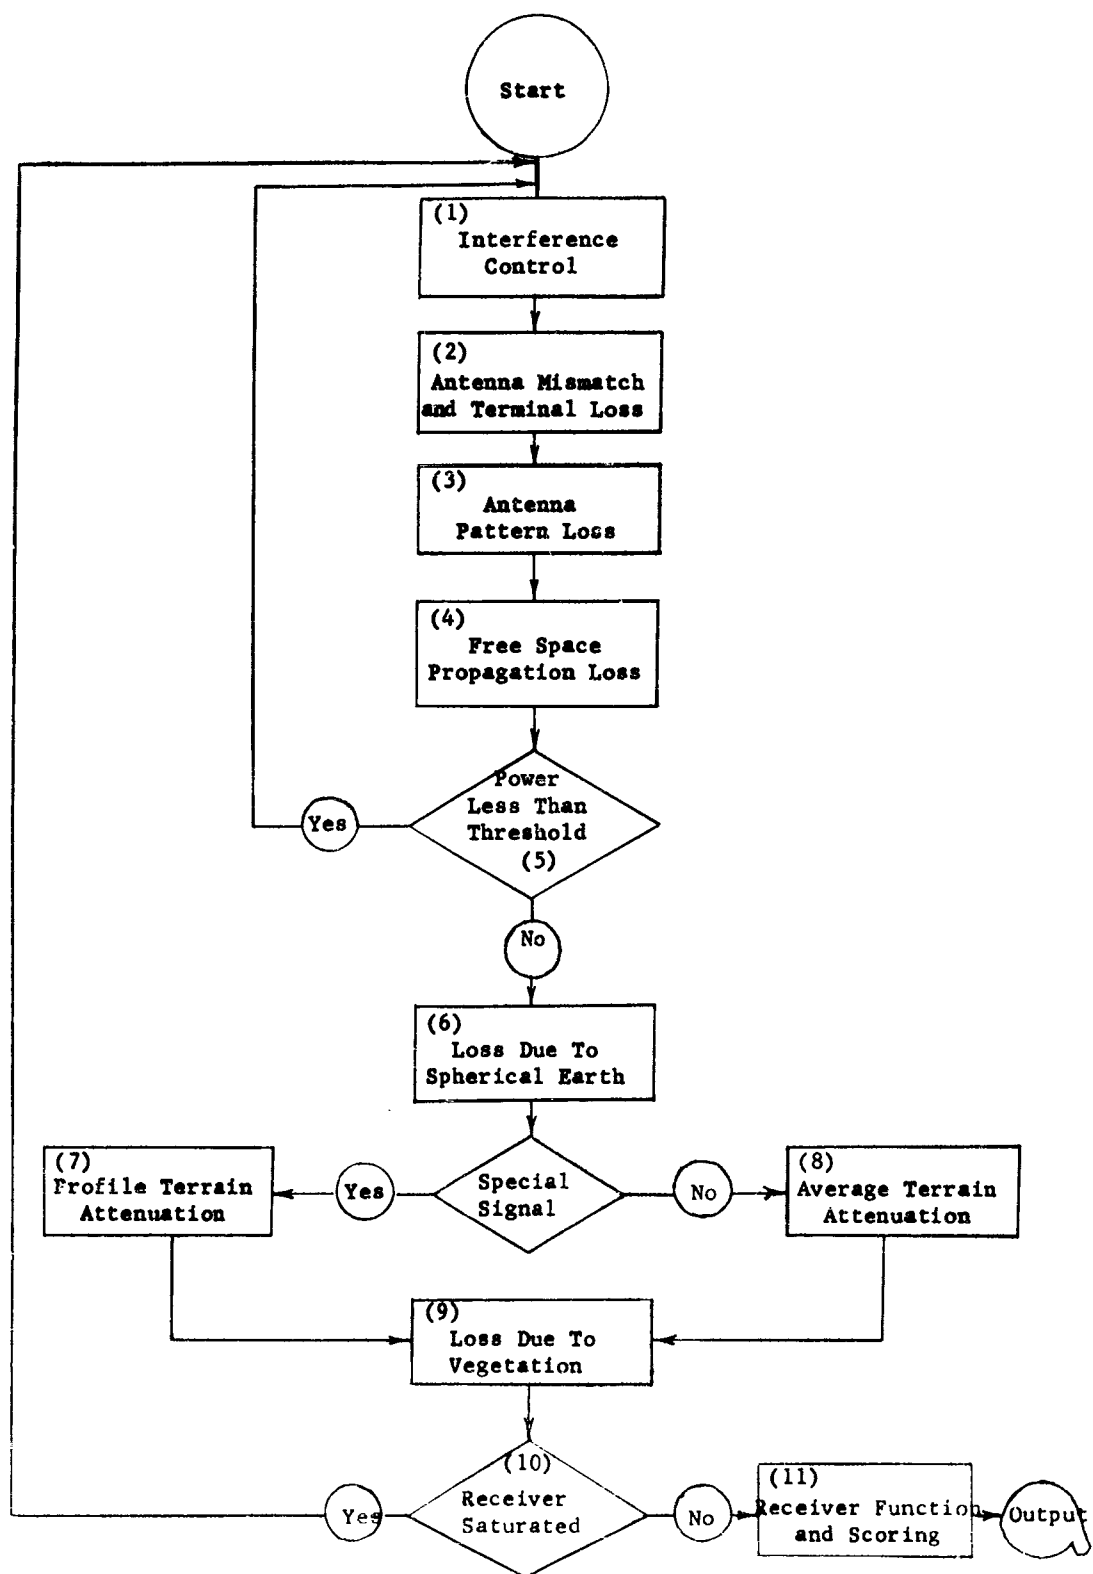 Start
(1)
Interference
Control
(2)
Antenna Mismatch
and Terminal Loss
(3)
Antenna
Pattern Loss
(4)
Free Space
Propagation Loss
Power
Less Than
Threshold
(5)
Yes
No
(6)
Loss Due To
Spherical Earth
(7)
Profile Terrain
Attenuation
Yes
Special
Signal
No
(8)
Average Terrain
Attenuation
(9)
Loss Due To
Vegetation
(10)
Receiver
Saturated
Yes
No
(11)
Receiver Function
and Scoring
Output